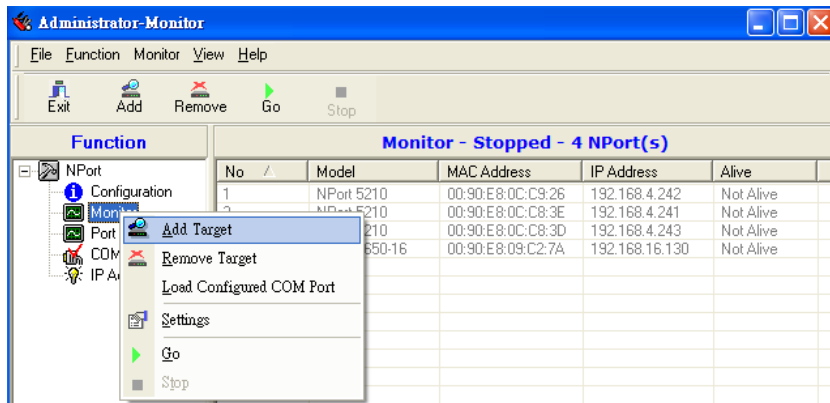 Administrator-Monitor
File Function Monitor View Help
Exit Add Remove Go Stop
Function
Monitor - Stopped - 4 NPort(s)
NPort
Configuration
Monitor
Port
COM
No Model MAC Address IP Address Alive
1 NPort 5210 00:90:E8:0C:C9:26 192.168.4.242 Not Alive
5210 00:90:E8:0C:C8:3E 192.168.4.241 Not Alive
210 00:90:E8:0C:C8:3D 192.168.4.243 Not Alive
650-16 00:90:E8:09:C2:7A 192.168.16.130 Not Alive
Add Target
Remove Target
Load Configured COM Port
Settings
Go
Stop
IP